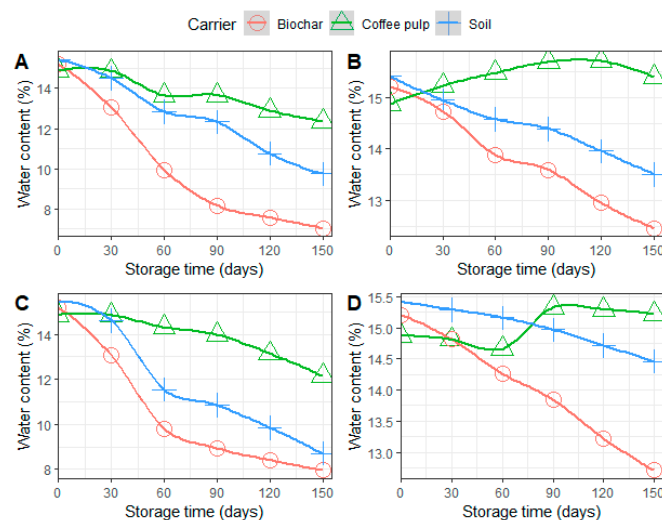 Carrier Biochar Coffee pulp Soil
A
Water content (%)
14
12
10
8
0 30 60 90 120 150
Storage time (days)
B
Water content (%)
15
14
13
0 30 60 90 120 150
Storage time (days)
C
Water content (%)
14
12
10
8
0 30 60 90 120 150
Storage time (days)
D
Water content (%)
15.5
15.0
14.5
14.0
13.5
13.0
0 30 60 90 120 150
Storage time (days)